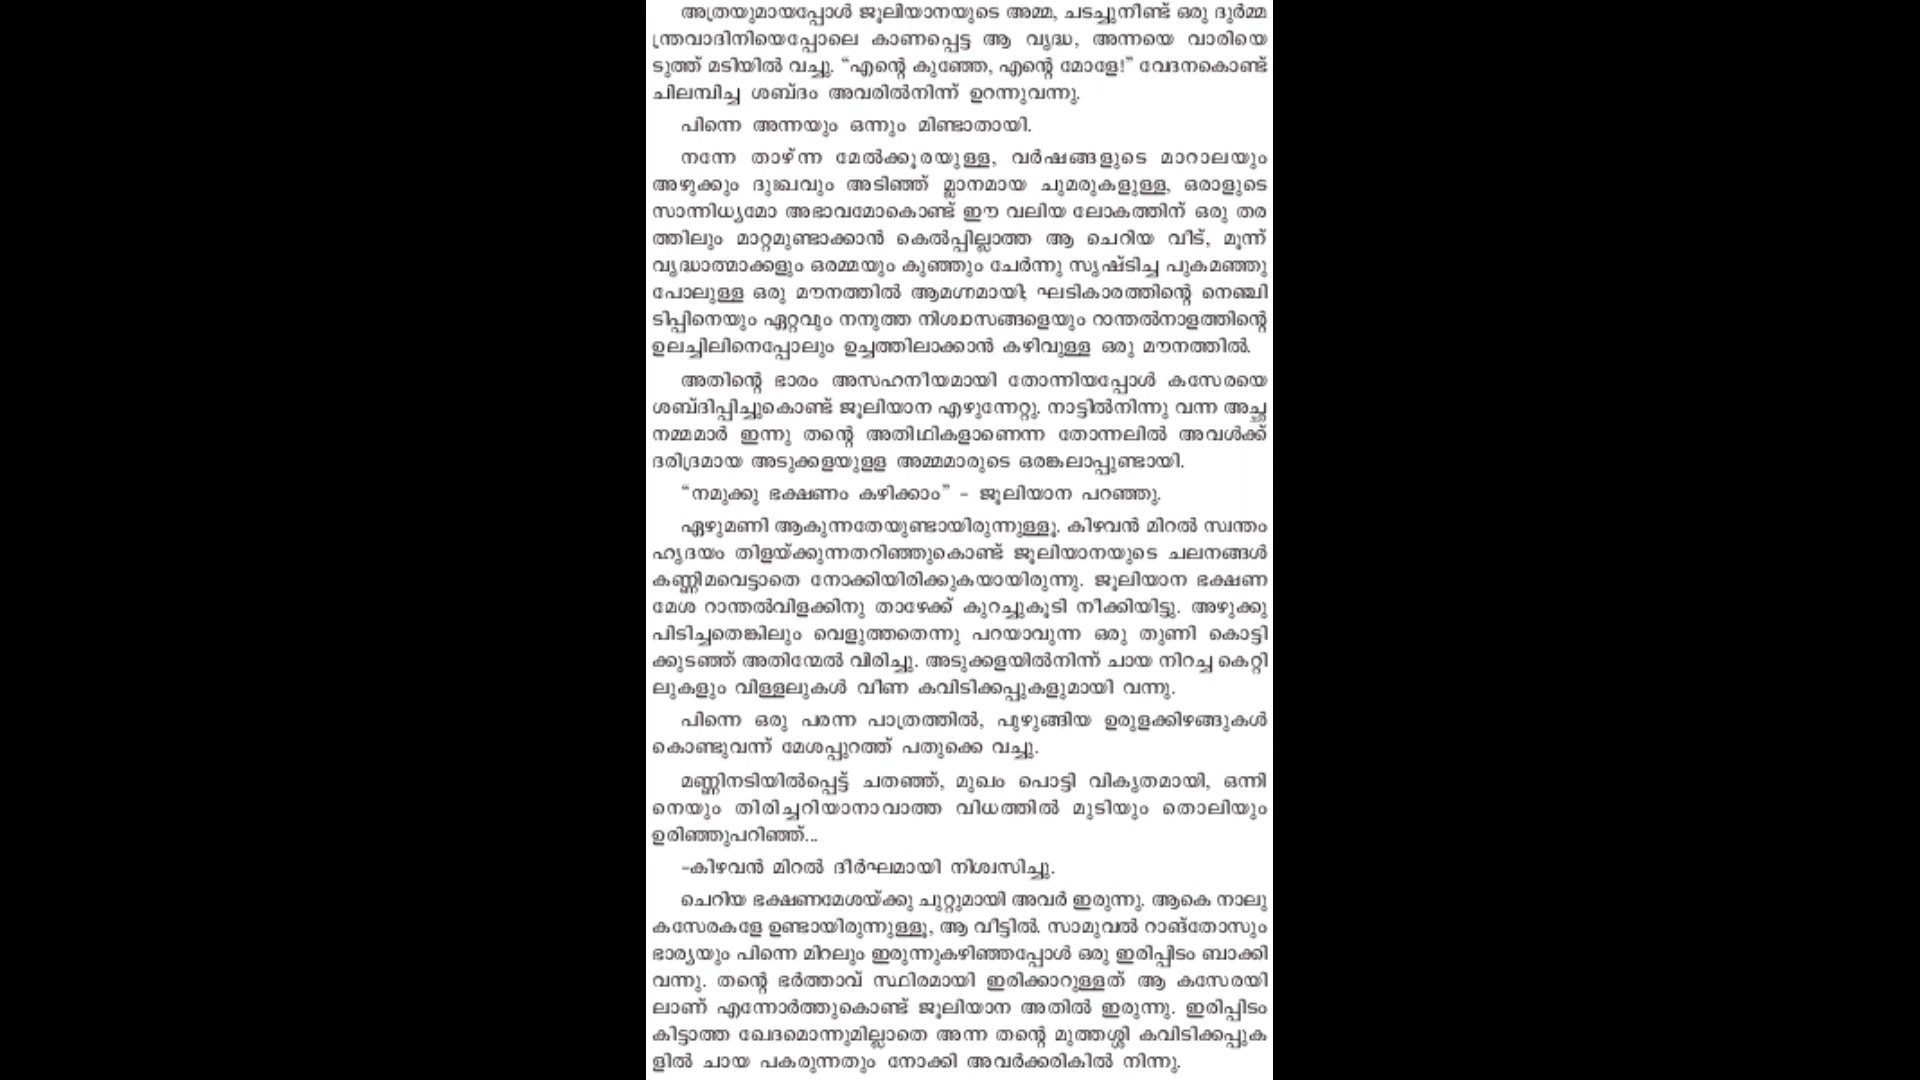 അത്രയുമായപ്പോൾ ജൂലിയാനയുടെ അമ്മ, ചടച്ചുനീണ്ട് ഒരു ദുർമ്മ
ന്ത്രവാദിനിയെപ്പോലെ കാണപ്പെട്ട ആ വൃദ്ധ, അന്നയെ വാരിയെ
ടുത്ത് മടിയിൽ വച്ചു. “എന്റെ കുഞ്ഞേ, എന്റെ മോളേ!” വേദനകൊണ്ട്
ചിലമ്പിച്ച ശബ്ദം അവരിൽനിന്ന് ഉറന്നുവന്നു.
പിന്നെ അന്നയും ഒന്നും മിണ്ടാതായി.
നന്നേ താഴ്ന്ന മേൽക്കൂരയുള്ള, വർഷങ്ങളുടെ മാറാലയും
അഴുക്കും ദുഃഖവും അടിഞ്ഞ് മ്ലാനമായ ചുമരുകളുള്ള, ഒരാളുടെ
സാന്നിധ്യമോ അഭാവമോകൊണ്ട് ഈ വലിയ ലോകത്തിന് ഒരു തര
ത്തിലും മാറ്റമുണ്ടാക്കാൻ കെൽപ്പില്ലാത്ത ആ ചെറിയ വീട്, മൂന്ന്
വൃദ്ധാത്മാക്കളും ഒരമ്മയും കുഞ്ഞും ചേർന്നു സൃഷ്ടിച്ച പുകമഞ്ഞു
പോലുള്ള ഒരു മൗനത്തിൽ ആമഗ്നമായി; ഘടികാരത്തിന്റെ നെഞ്ചി
ടിപ്പിനെയും ഏറ്റവും നനുത്ത നിശ്വാസങ്ങളെയും റാന്തൽനാളത്തിന്റെ
ഉലച്ചിലിനെപ്പോലും ഉച്ചത്തിലാക്കാൻ കഴിവുള്ള ഒരു മൗനത്തിൽ.
അതിന്റെ ഭാരം അസഹനീയമായി തോന്നിയപ്പോൾ കസേരയെ
ശബ്ദിപ്പിച്ചുകൊണ്ട് ജൂലിയാന എഴുന്നേറ്റു. നാട്ടിൽനിന്നു വന്ന അച്ഛ
നമ്മമാർ ഇന്നു തന്റെ അതിഥികളാണെന്ന തോന്നലിൽ അവൾക്ക്
ദരിദ്രമായ അടുക്കളയുള്ള അമ്മമാരുടെ ഒരങ്കലാപ്പുണ്ടായി.
“നമുക്കു ഭക്ഷണം കഴിക്കാം” - ജൂലിയാന പറഞ്ഞു.
ഏഴുമണി ആകുന്നതേയുണ്ടായിരുന്നുള്ളൂ. കിഴവൻ മിറൽ സ്വന്തം
ഹൃദയം തിളയ്ക്കുന്നതറിഞ്ഞുകൊണ്ട് ജൂലിയാനയുടെ ചലനങ്ങൾ
കണ്ണിമവെട്ടാതെ നോക്കിയിരിക്കുകയായിരുന്നു. ജൂലിയാന ഭക്ഷണ
മേശ റാന്തൽവിളക്കിനു താഴേക്ക് കുറച്ചുകൂടി നീക്കിയിട്ടു. അഴുക്കു
പിടിച്ചതെങ്കിലും വെളുത്തതെന്നു പറയാവുന്ന ഒരു തുണി കൊട്ടി
ക്കുടഞ്ഞ് അതിന്മേൽ വിരിച്ചു. അടുക്കളയിൽനിന്ന് ചായ നിറച്ച കെറ്റി
ലുകളും വിള്ളലുകൾ വീണ കവിടിക്കപ്പുകളുമായി വന്നു.
പിന്നെ ഒരു പരന്ന പാത്രത്തിൽ, പുഴുങ്ങിയ ഉരുളക്കിഴങ്ങുകൾ
കൊണ്ടുവന്ന് മേശപ്പുറത്ത് പതുക്കെ വച്ചു.
മണ്ണിനടിയിൽപ്പെട്ട് ചതഞ്ഞ്, മുഖം പൊട്ടി വികൃതമായി, ഒന്നി
നെയും തിരിച്ചറിയാനാവാത്ത വിധത്തിൽ മുടിയും തൊലിയും
ഉരിഞ്ഞുപറിഞ്ഞ്...
-കിഴവൻ മിറൽ ദീർഘമായി നിശ്വസിച്ചു.
ചെറിയ ഭക്ഷണമേശയ്ക്കു ചുറ്റുമായി അവർ ഇരുന്നു. ആകെ നാലു
കസേരകളേ ഉണ്ടായിരുന്നുള്ളൂ, ആ വീട്ടിൽ. സാമുവൽ റാങ്തോസും
ഭാര്യയും പിന്നെ മിറലും ഇരുന്നുകഴിഞ്ഞപ്പോൾ ഒരു ഇരിപ്പിടം ബാക്കി
വന്നു. തന്റെ ഭർത്താവ് സ്ഥിരമായി ഇരിക്കാറുള്ളത് ആ കസേരയി
ലാണ് എന്നോർത്തുകൊണ്ട് ജൂലിയാന അതിൽ ഇരുന്നു. ഇരിപ്പിടം
കിട്ടാത്ത ഖേദമൊന്നുമില്ലാതെ അന്ന തന്റെ മുത്തശ്ശി കവിടിക്കപ്പുക
ളിൽ ചായ പകരുന്നതും നോക്കി അവർക്കരികിൽ നിന്നു.